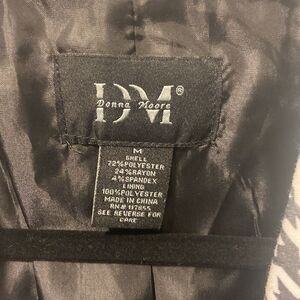 DM®
Donna Moore
M
SHELL
72%POLYESTER
24%RAYON
4%SPANDEX
LINING
100%POLYESTER
MADE IN CHINA
RN# 117855
SEE REVERSE FOR
CARE